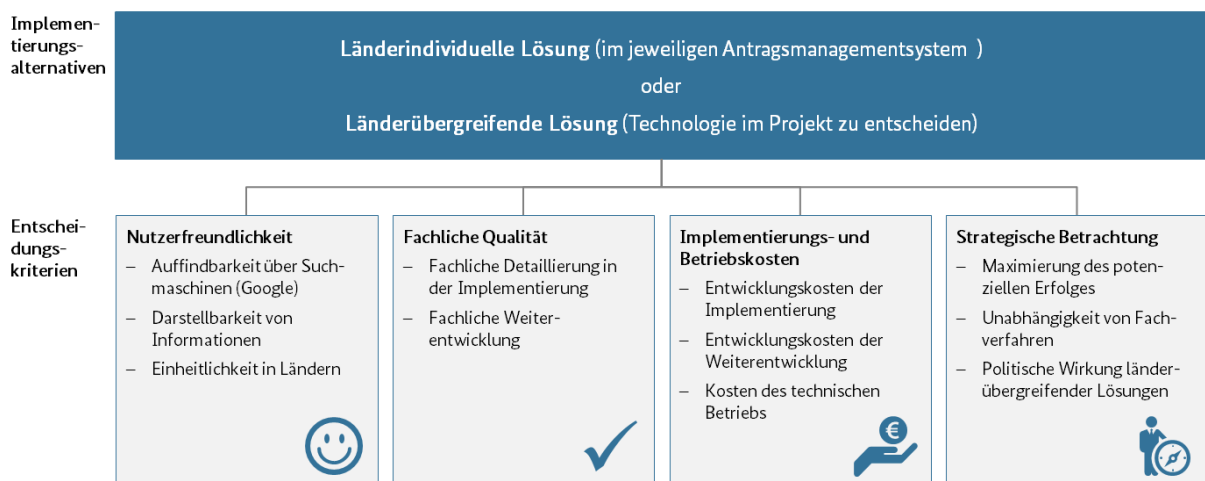 Implemen-
tierungs-
alternativen
Länderindividuelle Lösung (im jeweiligen Antragsmanagementsystem )
oder
Länderübergreifende Lösung (Technologie im Projekt zu entscheiden)
Entschei-
dungs-
kriterien
Nutzerfreundlichkeit
– Auffindbarkeit über Such-
maschinen (Google)
– Darstellbarkeit von
Informationen
– Einheitlichkeit in Ländern
Fachliche Qualität
– Fachliche Detaillierung in
der Implementierung
– Fachliche Weiter-
entwicklung
Implementierungs- und
Betriebskosten
– Entwicklungskosten der
Implementierung
– Entwicklungskosten der
Weiterentwicklung
– Kosten des technischen
Betriebs
€
Strategische Betrachtung
– Maximierung des poten-
ziellen Erfolges
– Unabhängigkeit von Fach-
verfahren
– Politische Wirkung länder-
übergreifender Lösungen